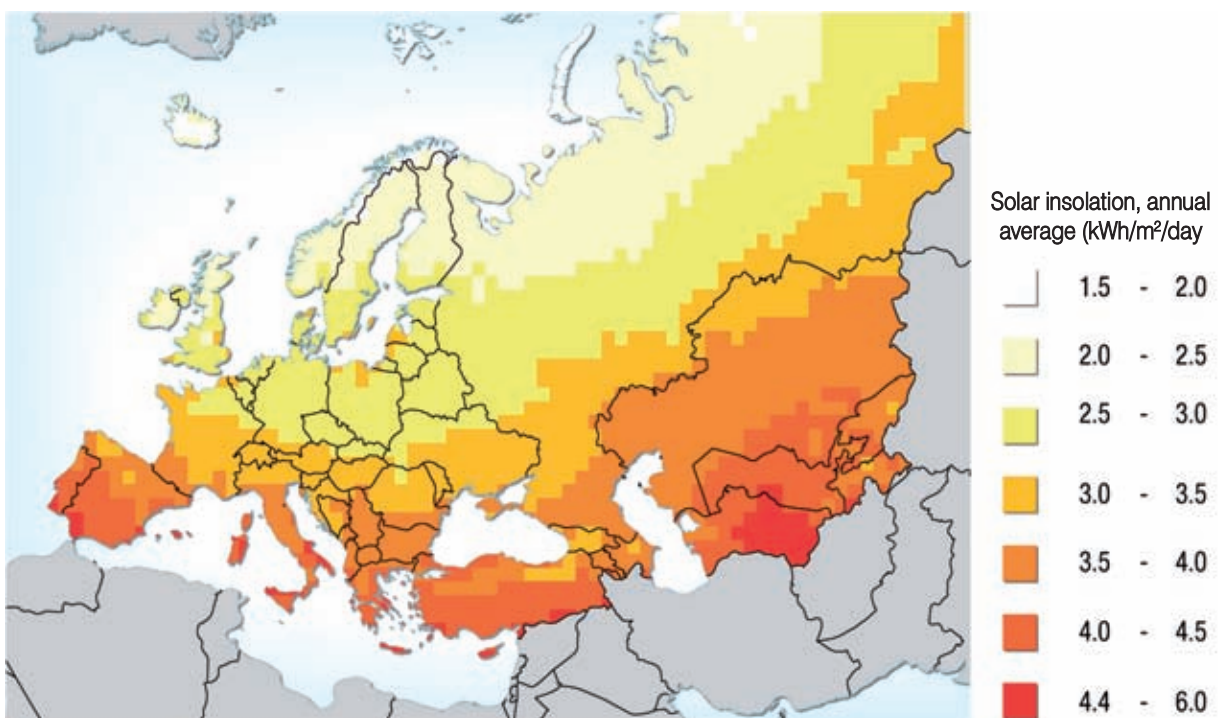 Solar insolation, annual
average (kWh/m²/day
1.5 - 2.0
2.0 - 2.5
2.5 - 3.0
3.0 - 3.5
3.5 - 4.0
4.0 - 4.5
4.4 - 6.0